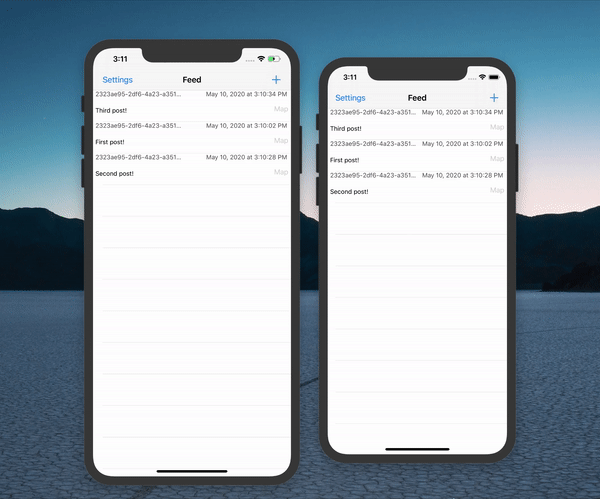 3:11
Settings Feed +
2323ae95-2df6-4a23-a351... May 10, 2020 at 3:10:34 PM
Third post! Map
2323ae95-2df6-4a23-a351... May 10, 2020 at 3:10:02 PM
First post! Map
2323ae95-2df6-4a23-a351... May 10, 2020 at 3:10:28 PM
Second post! Map
3:11
Settings Feed +
2323ae95-2df6-4a23-a351... May 10, 2020 at 3:10:34 PM
Third post! Map
2323ae95-2df6-4a23-a351... May 10, 2020 at 3:10:02 PM
First post! Map
2323ae95-2df6-4a23-a351... May 10, 2020 at 3:10:28 PM
Second post! Map